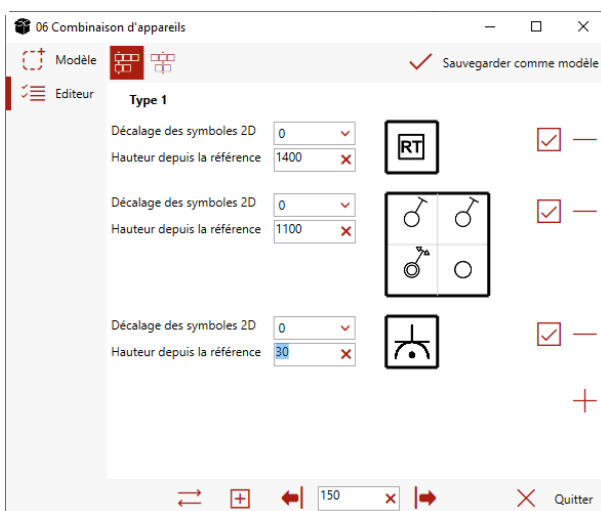 06 Combinaison d'appareils
Modèle
Sauvegarder comme modèle
Editeur
Type 1
Décalage des symboles 2D 0
Hauteur depuis la référence 1400
RT
Décalage des symboles 2D 0
Hauteur depuis la référence 1100
Décalage des symboles 2D 0
Hauteur depuis la référence 30
150
Quitter